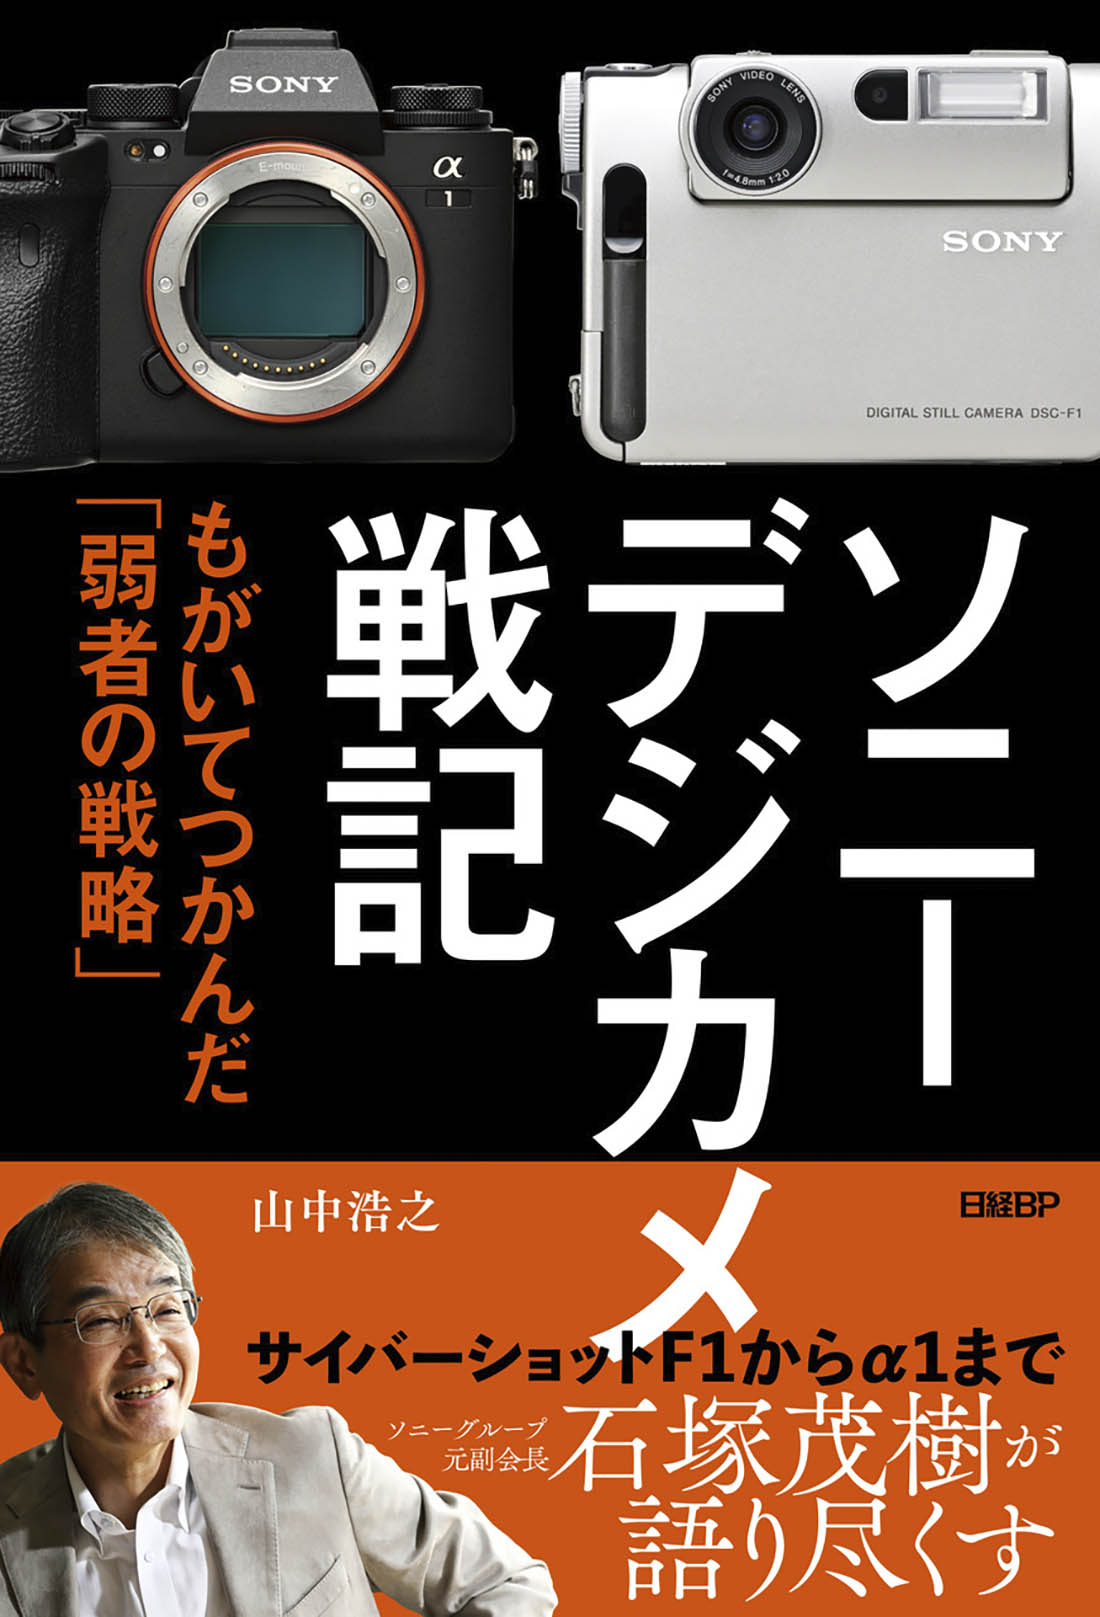 SONY
E-mount
α
1
SONY VIDEO LENS
f=4.8mm 1:2.0
SONY
DIGITAL STILL CAMERA DSC-F1
ソニー
デジカメ
戦記
もがいてつかんだ
「弱者の戦略」
山中浩之
日経BP
サイバーショットF1からα1まで
ソニーグループ
元副会長
石塚茂樹が
語り尽くす